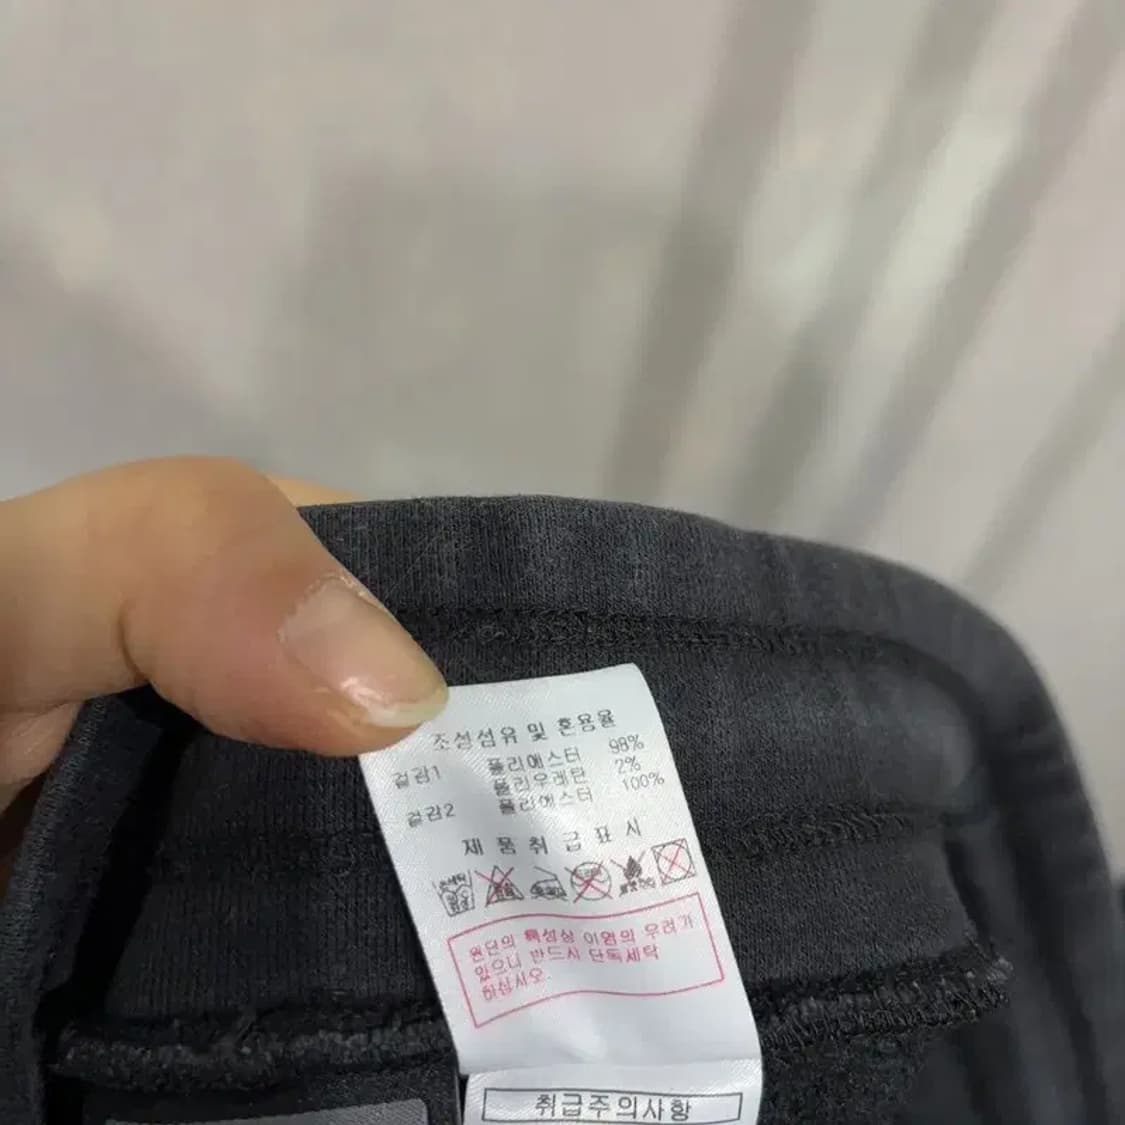 조성섬유 및 혼용율
겉감1 폴리에스터 98%
폴리우레탄 2%
겉감2 폴리에스터 100%
제 품 취 급 표 시
원단의 특성상 이염의 우려가
있으니 반드시 단독세탁
하십시오.
취급주의사항